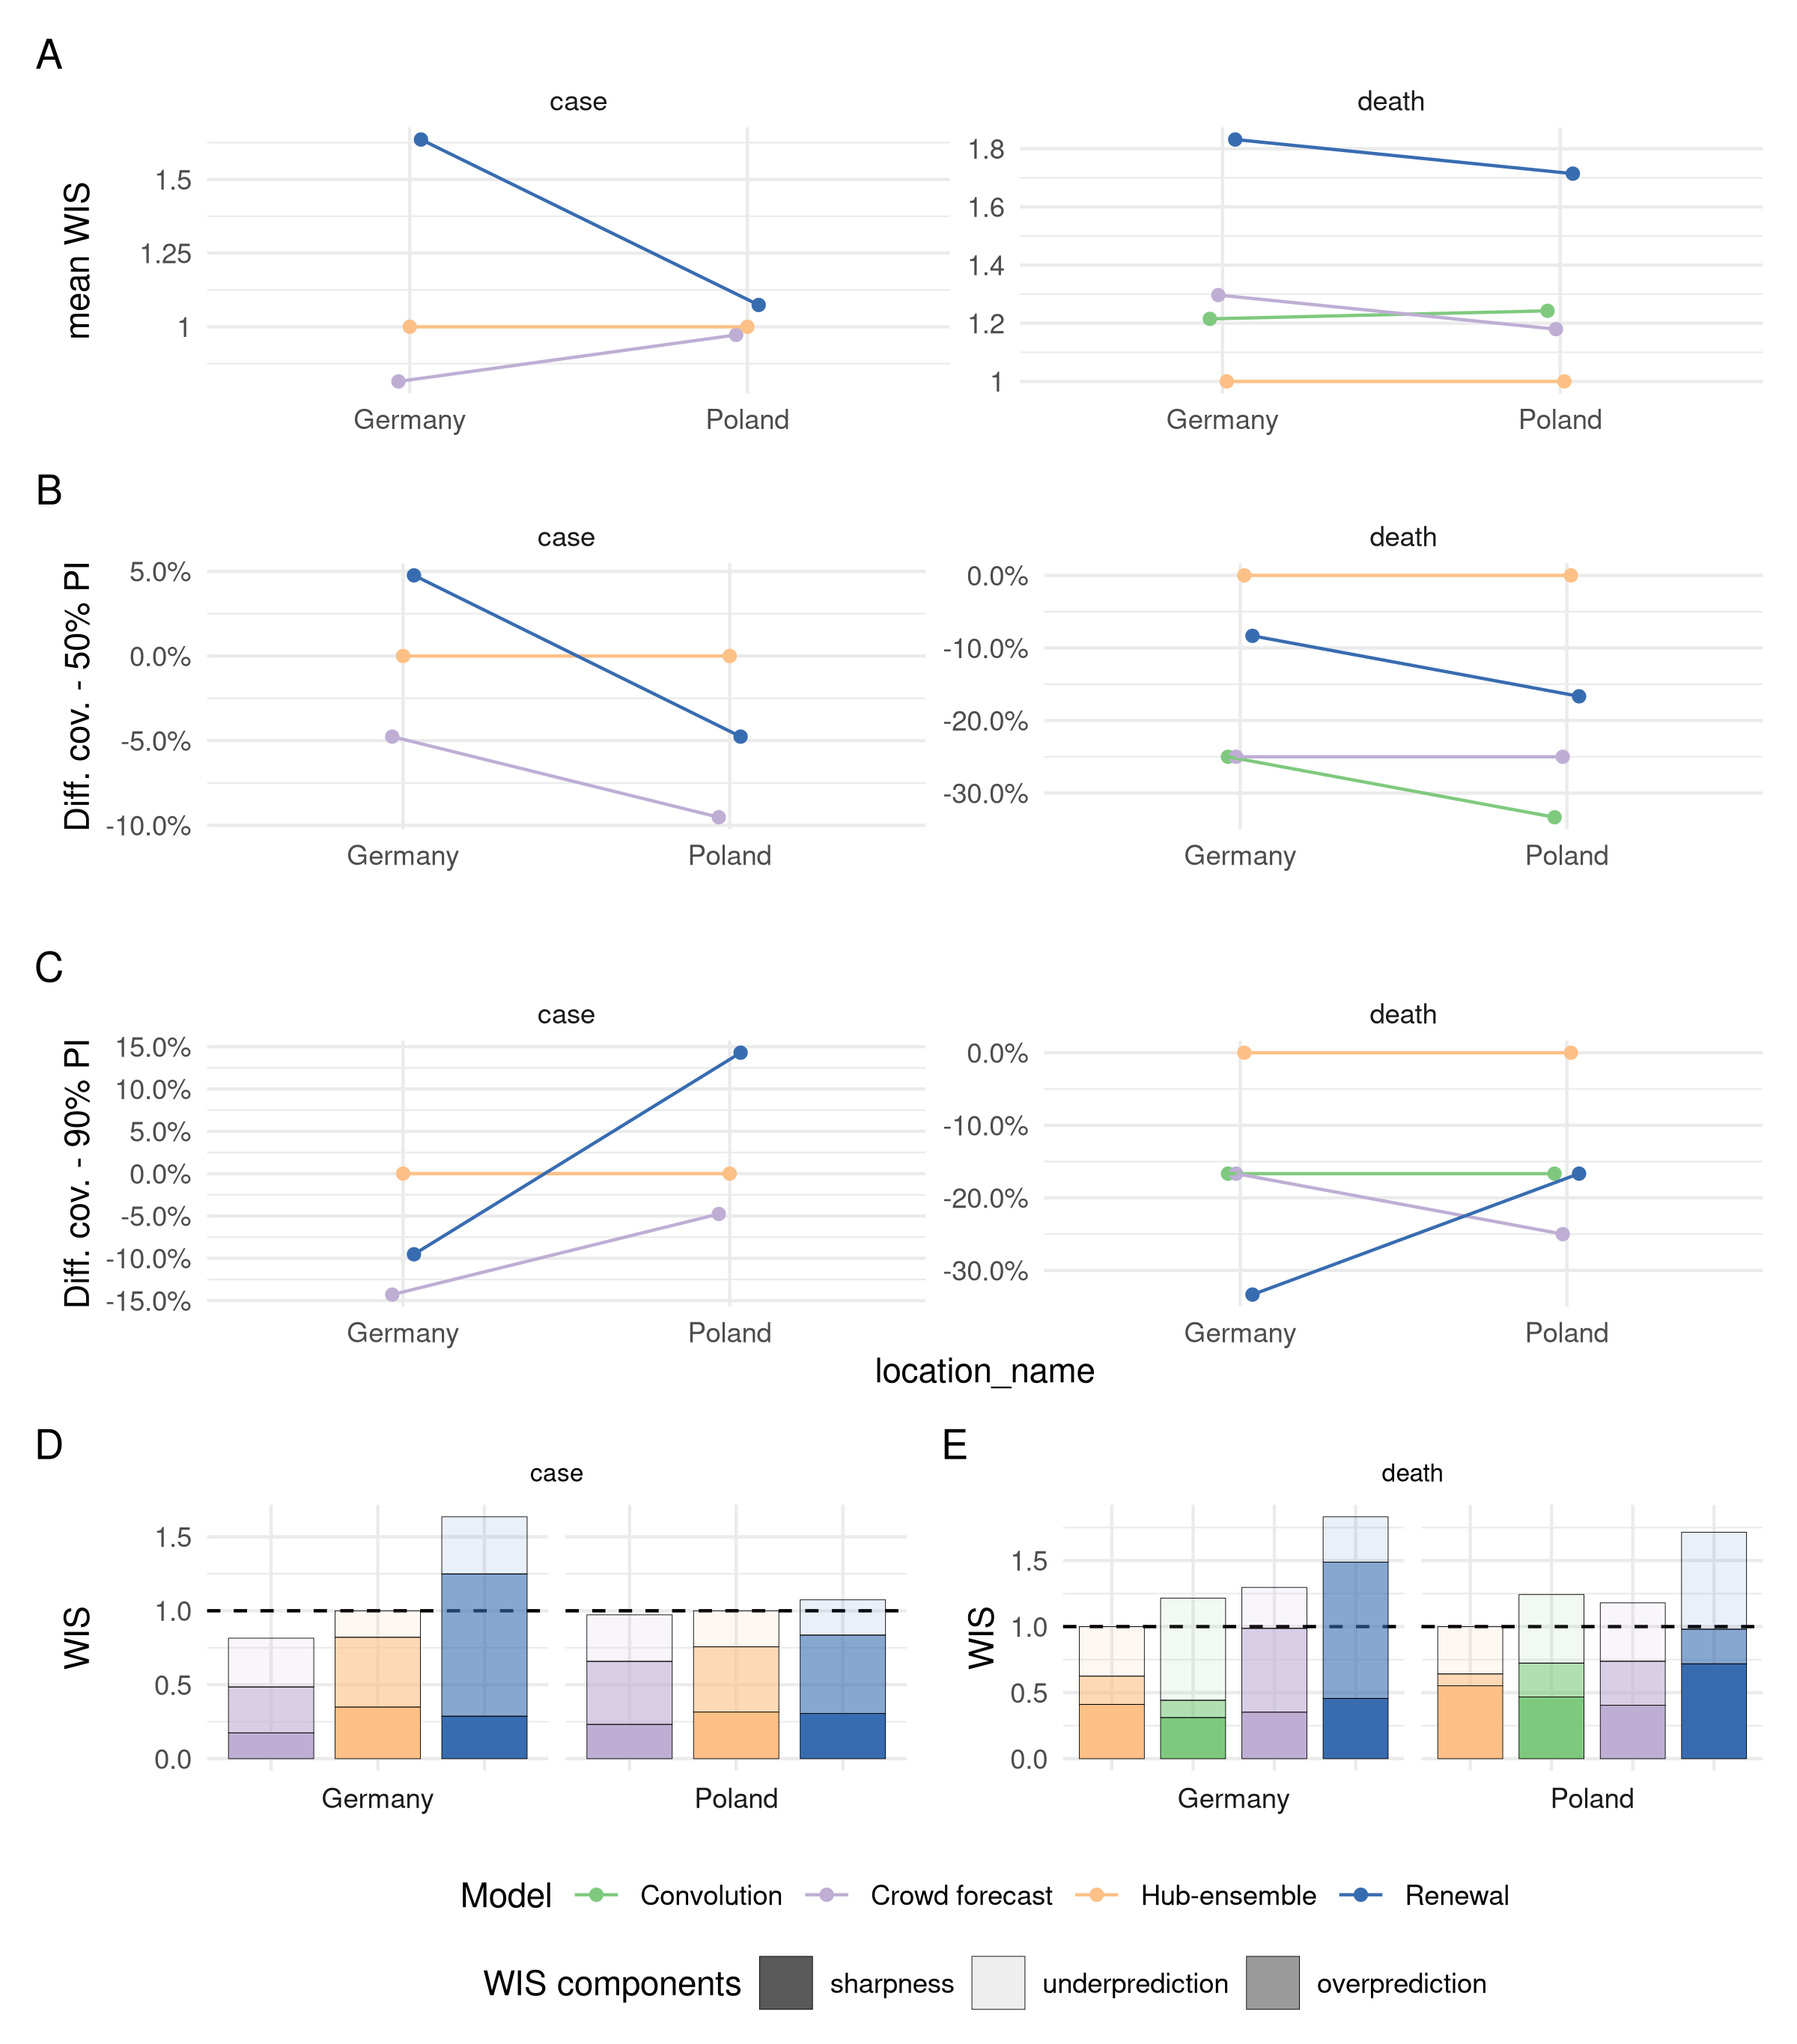 A
case
death
mean WIS
1.5
1.25
1
1.8
1.6
1.4
1.2
1
Germany
Poland
Germany
Poland
B
case
death
Diff. cov. - 50% PI
5.0%
0.0%
-5.0%
-10.0%
0.0%
-10.0%
-20.0%
-30.0%
Germany
Poland
Germany
Poland
C
case
death
Diff. cov. - 90% PI
15.0%
10.0%
5.0%
0.0%
-5.0%
-10.0%
-15.0%
0.0%
-10.0%
-20.0%
-30.0%
Germany
Poland
Germany
Poland
location_name
D
case
WIS
1.5
1.0
0.5
0.0
Germany
Poland
E
death
WIS
1.5
1.0
0.5
0.0
Germany
Poland
Model Convolution Crowd forecast Hub-ensemble Renewal
WIS components sharpness underprediction overprediction